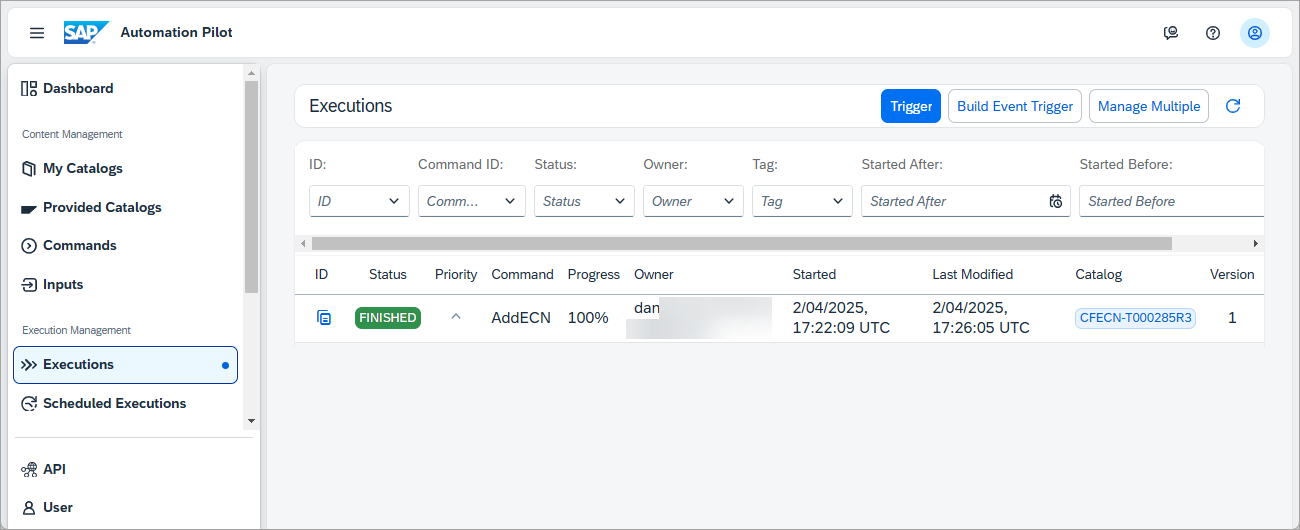 SAP Automation Pilot
Dashboard
Content Management
My Catalogs
Provided Catalogs
Commands
Inputs
Execution Management
Executions
Scheduled Executions
API
User
Executions
Trigger
Build Event Trigger
Manage Multiple
ID: Command ID: Status: Owner: Tag: Started After: Started Before:
ID Comm... Status Owner Tag Started After Started Before
ID Status Priority Command Progress Owner Started Last Modified Catalog Version
FINISHED AddECN 100% dan 2/04/2025, 17:22:09 UTC 2/04/2025, 17:26:05 UTC CFECN-T000285R3 1